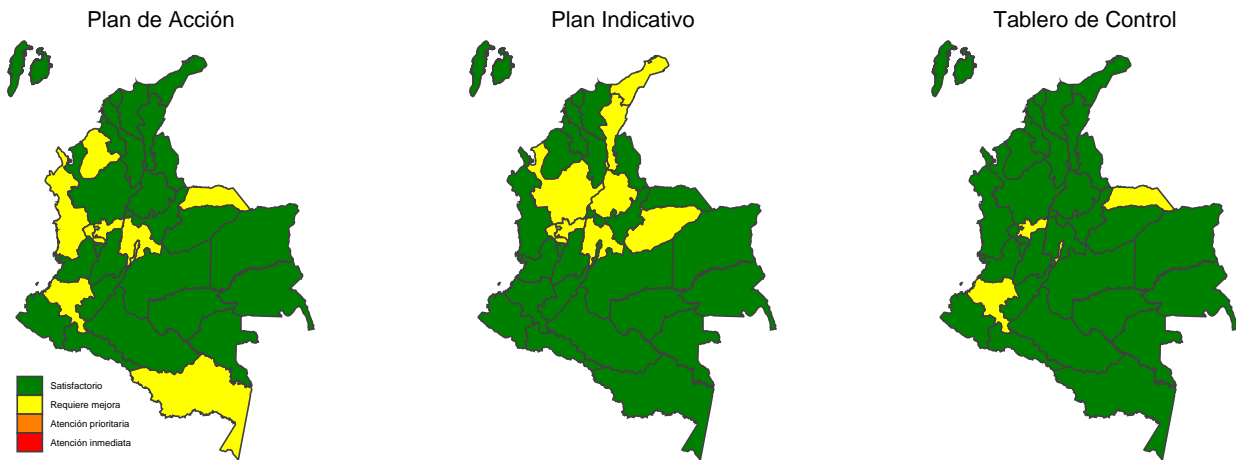 Plan de Acción
Plan Indicativo
Tablero de Control
Satisfactorio
Requiere mejora
Atención prioritaria
Atención inmediata